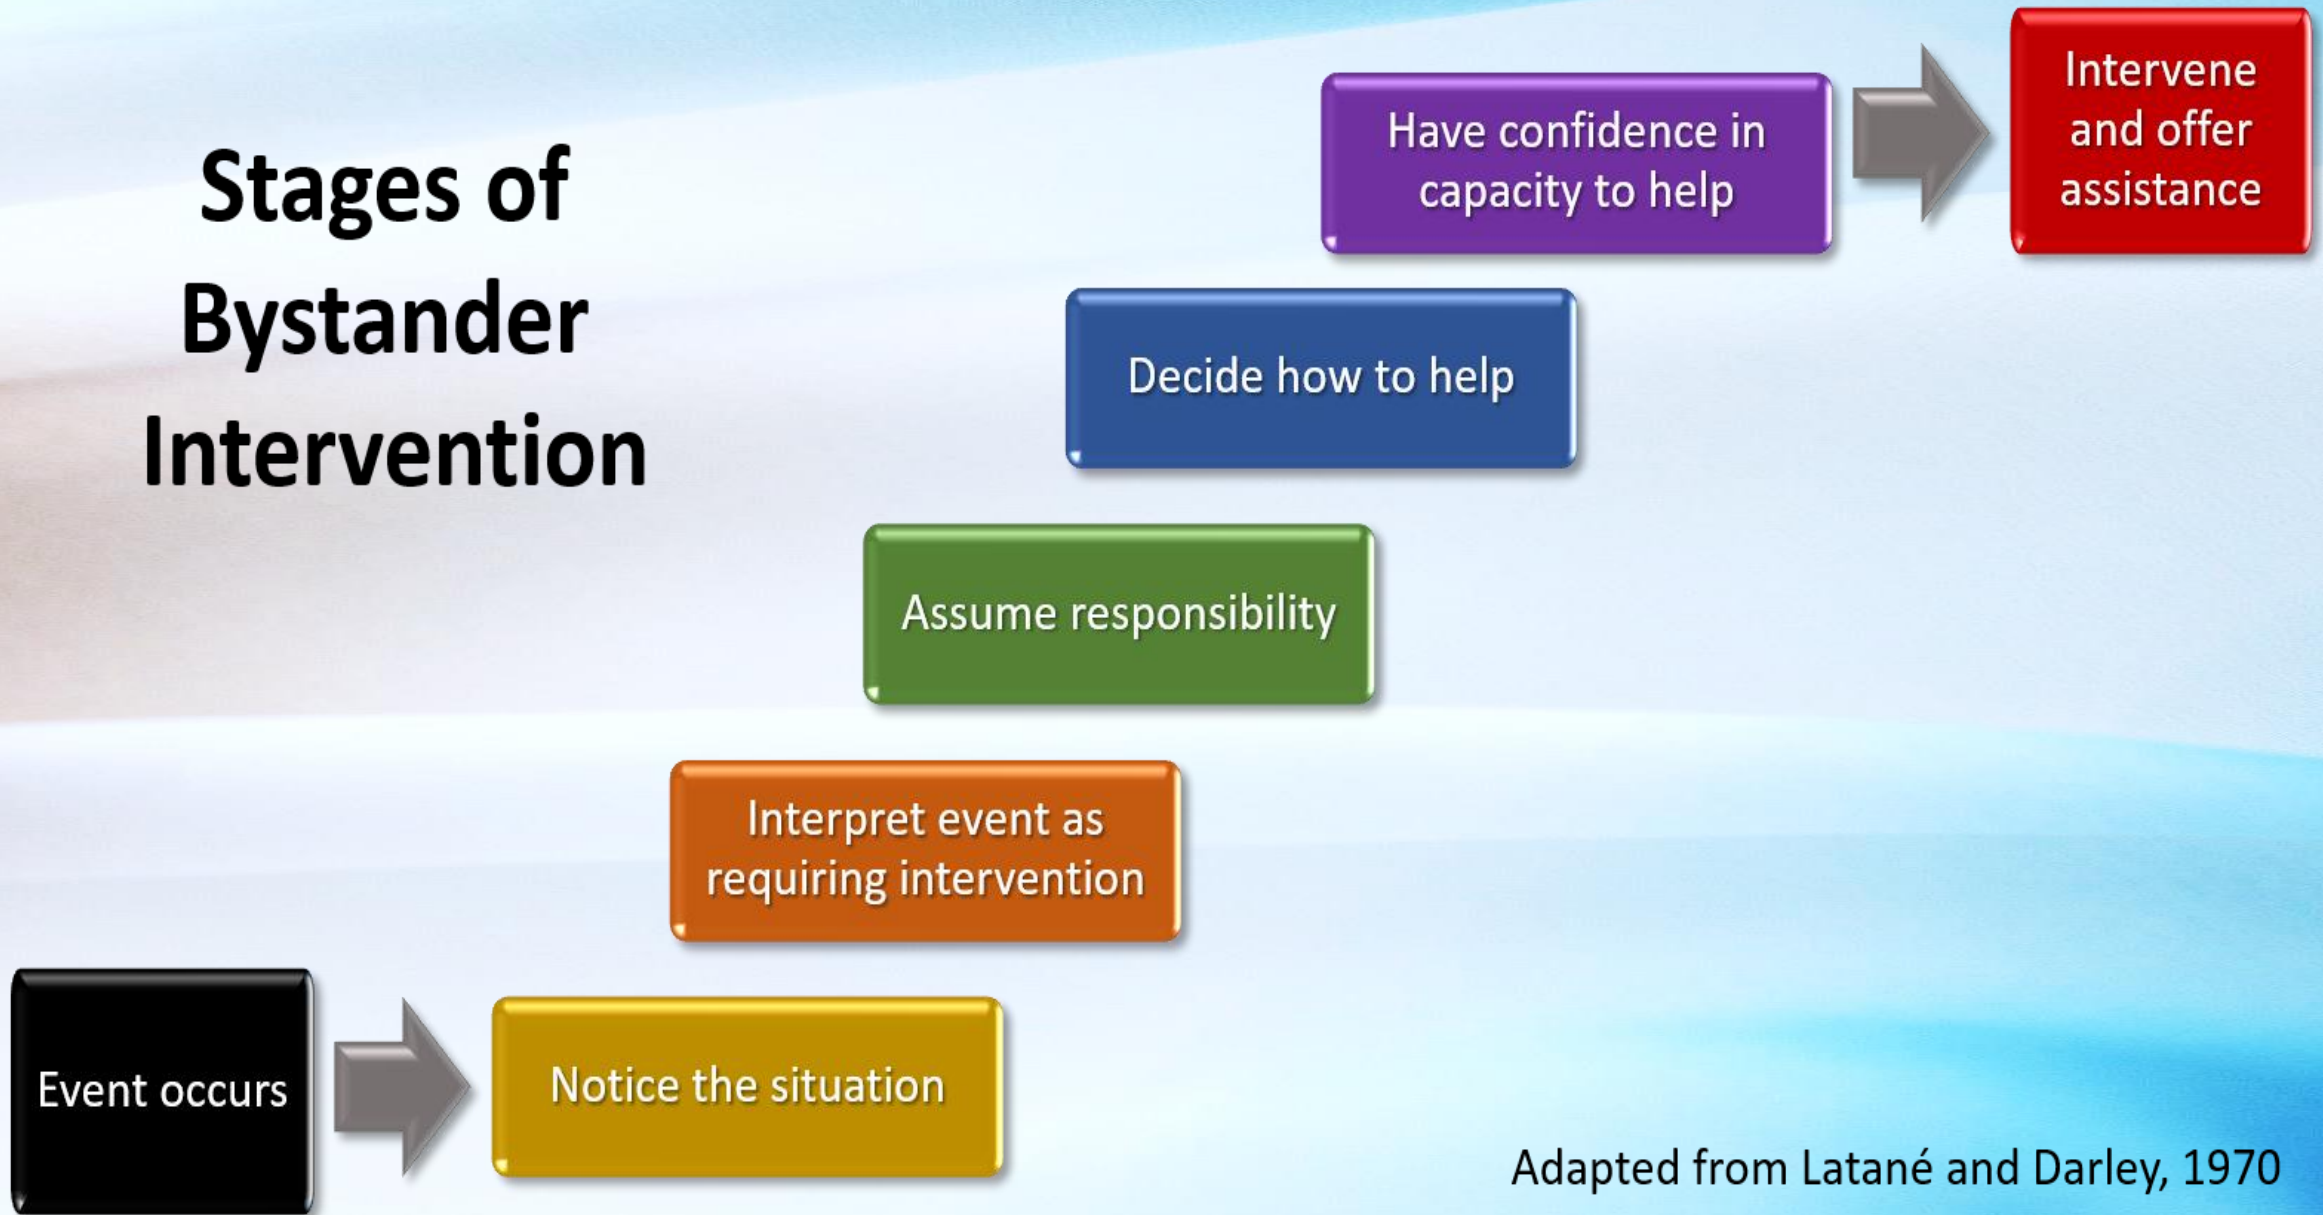 Stages of
Bystander
Intervention
Have confidence in
capacity to help
Intervene
and offer
assistance
Decide how to help
Assume responsibility
Interpret event as
requiring intervention
Event occurs
Notice the situation
Adapted from Latané and Darley, 1970